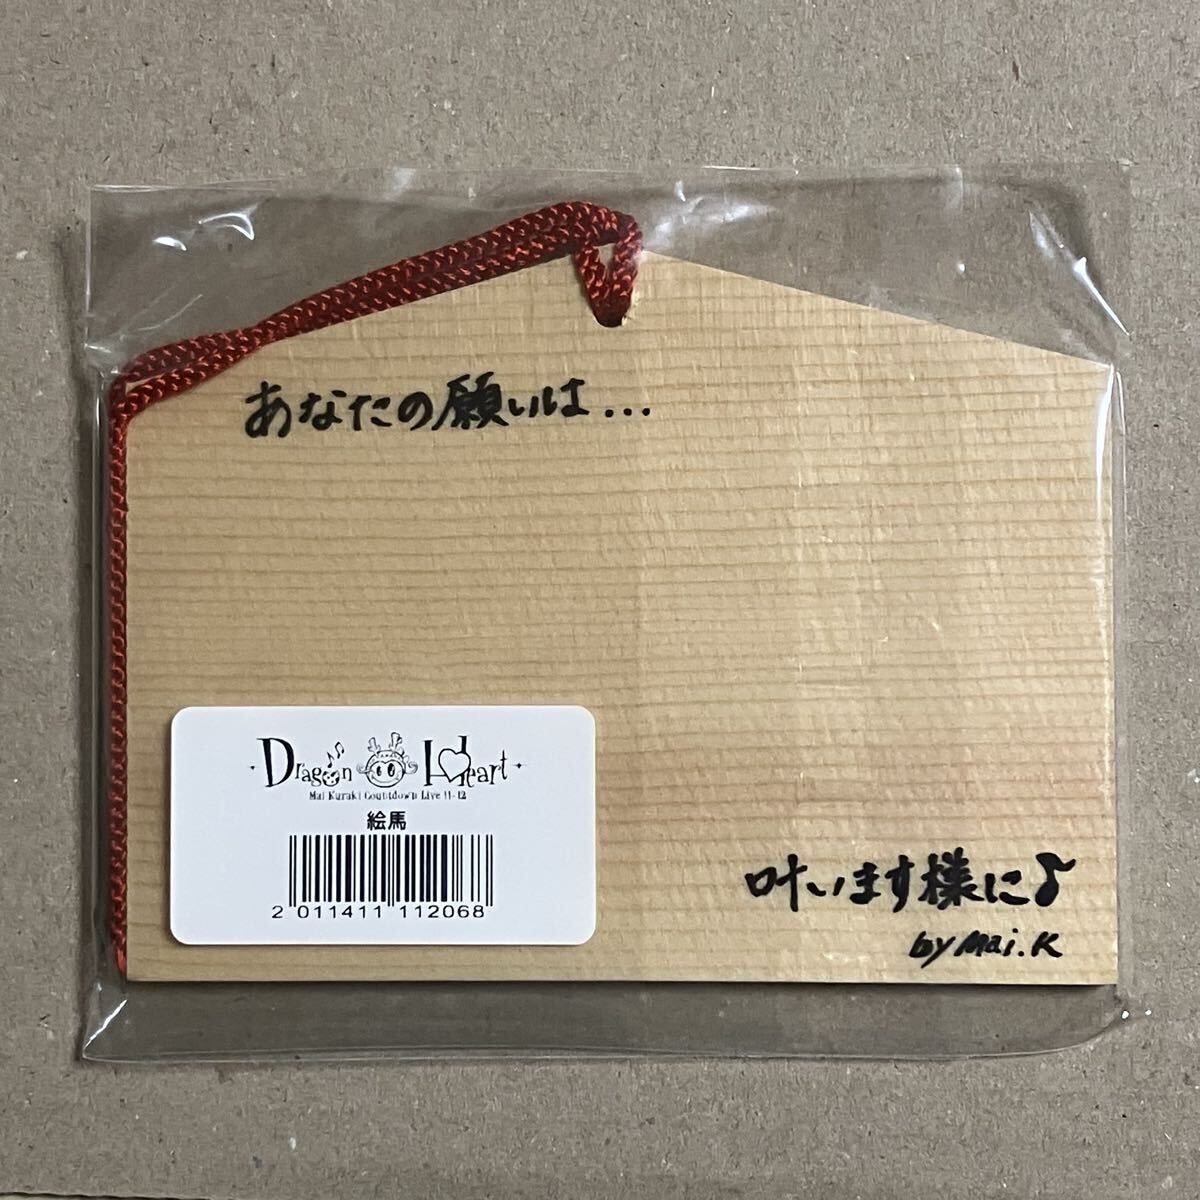 あなたの願いは...
Dragon Heart
Mai Kuraki Countdown Live 11-12
絵馬
2 011411 112068
叶います様に♪
by Mai.K